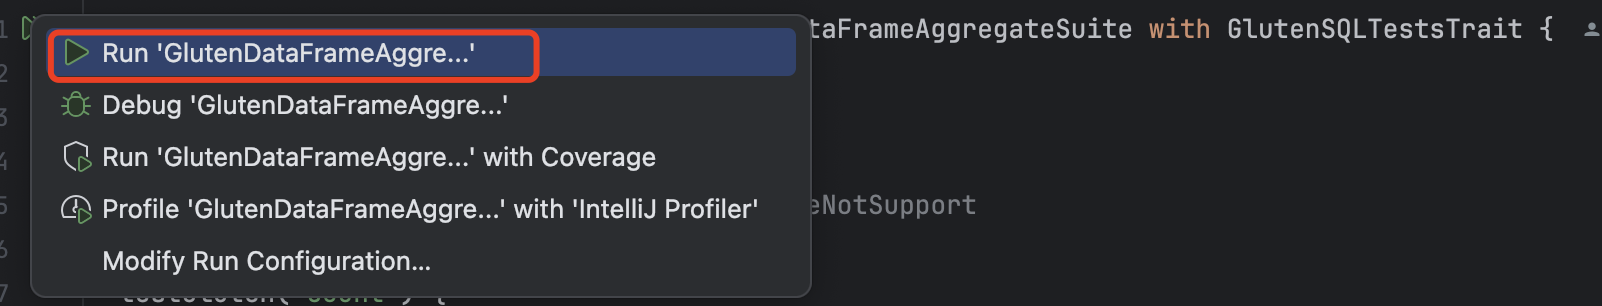 1
taFrameAggregateSuite with GlutenSQLTestsTrait {
Run 'GlutenDataFrameAggre...'
2
Debug 'GlutenDataFrameAggre...'
3
Run 'GlutenDataFrameAggre...' with Coverage
4
Profile 'GlutenDataFrameAggre...' with 'IntelliJ Profiler'
5
eNotSupport
6
Modify Run Configuration...
7